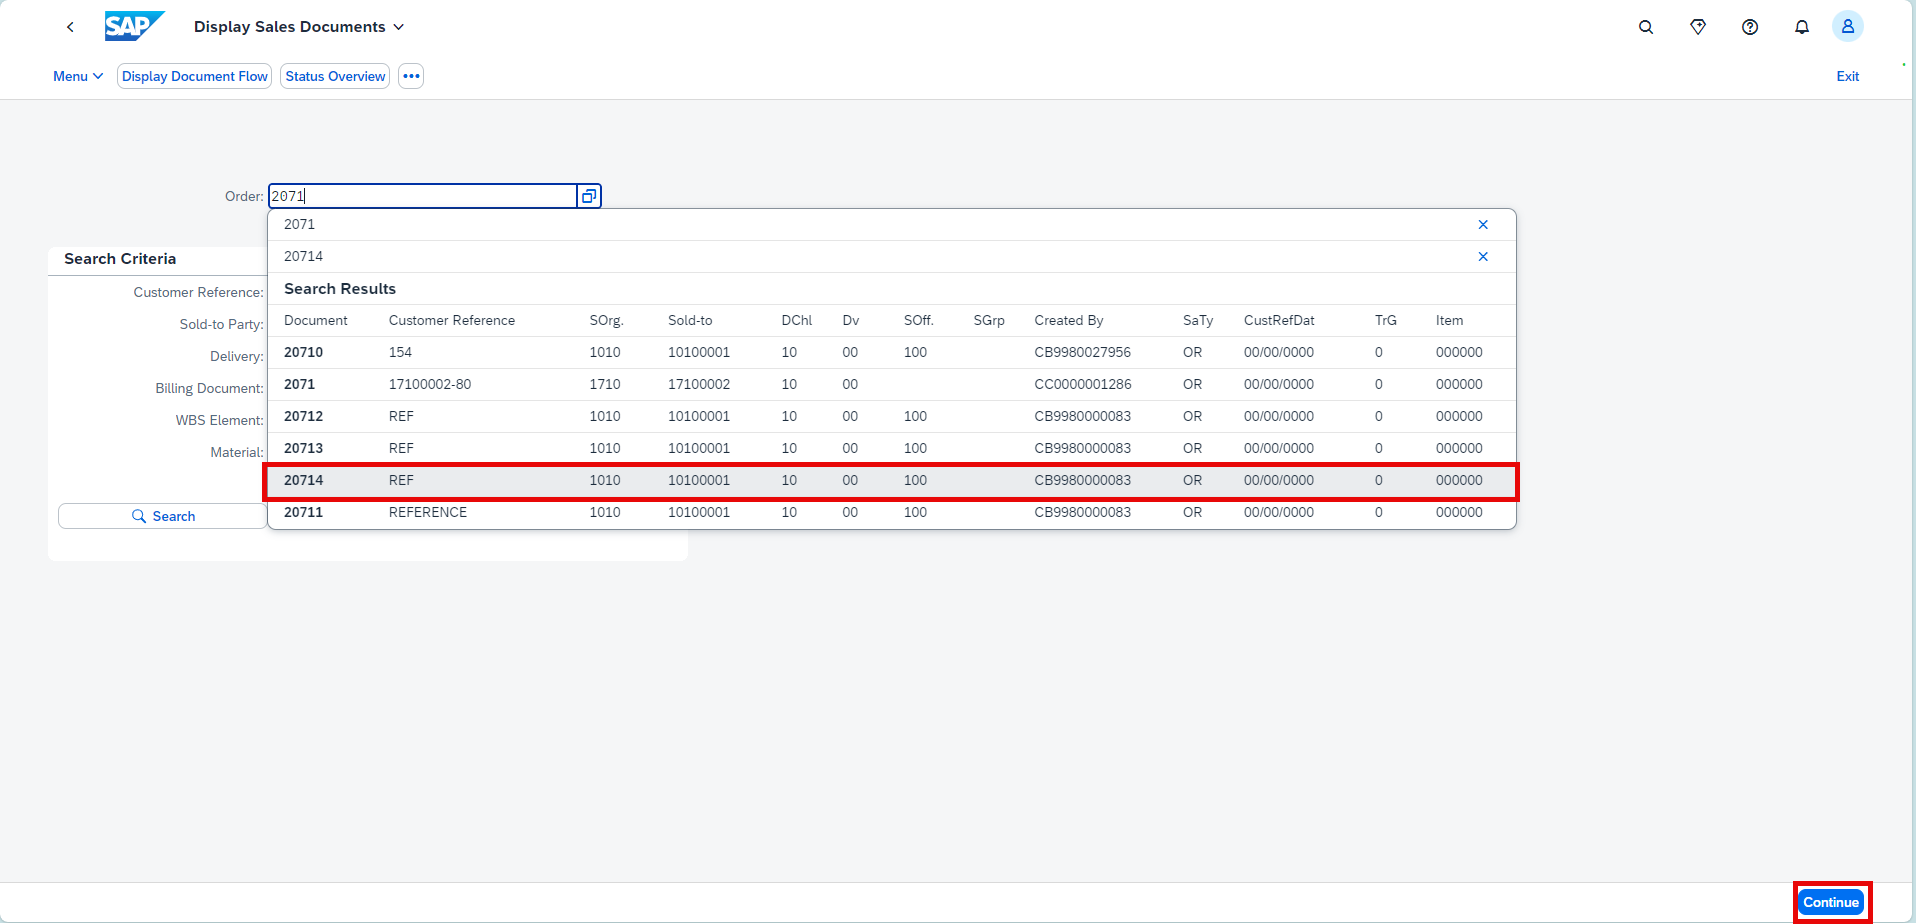 SAP Display Sales Documents
Menu Display Document Flow Status Overview ••• Exit
Order: 2071
2071
20714
Search Criteria
Search Results
Customer Reference:
Sold-to Party:
Delivery:
Billing Document:
WBS Element:
Material:
Search
Document Customer Reference SOrg. Sold-to DChl Dv SOff. SGrp Created By SaTy CustRefDat TrG Item
20710 154 1010 10100001 10 00 100 CB9980027956 OR 00/00/0000 0 000000
2071 17100002-80 1710 17100002 10 00 CC0000001286 OR 00/00/0000 0 000000
20712 REF 1010 10100001 10 00 100 CB9980000083 OR 00/00/0000 0 000000
20713 REF 1010 10100001 10 00 100 CB9980000083 OR 00/00/0000 0 000000
20714 REF 1010 10100001 10 00 100 CB9980000083 OR 00/00/0000 0 000000
20711 REFERENCE 1010 10100001 10 00 100 CB9980000083 OR 00/00/0000 0 000000
Continue